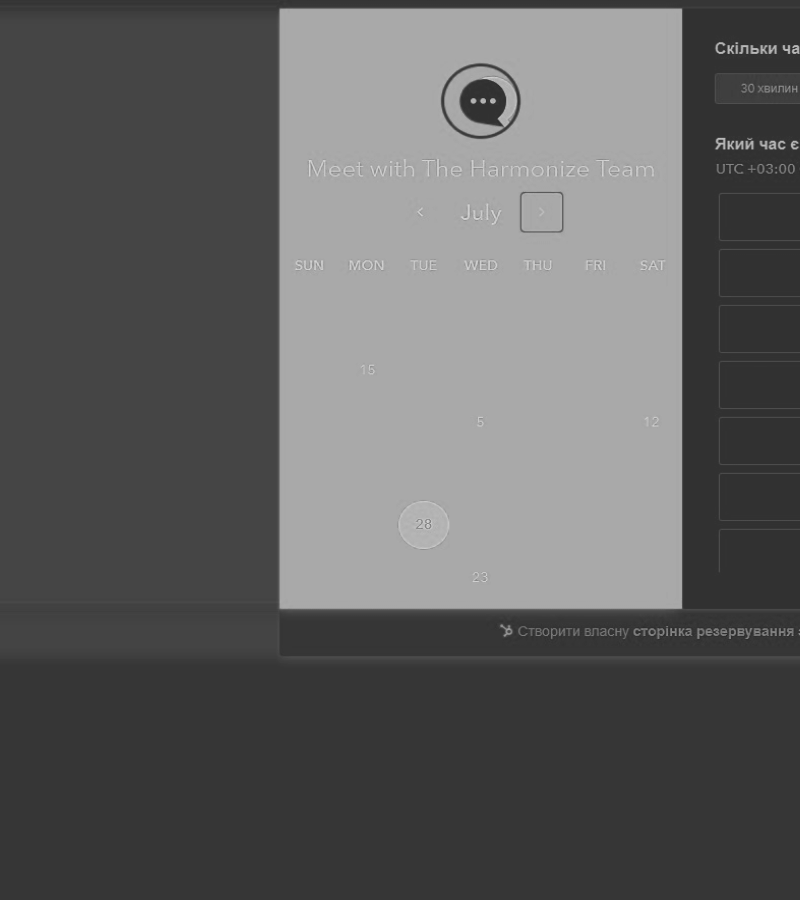 Meet with The Harmonize Team
July
SUN MON TUE WED THU FRI SAT
15
5 12
28
23
Скільки ча
30 хвилин
Який час є
UTC +03:00
Створити власну сторінка резервування